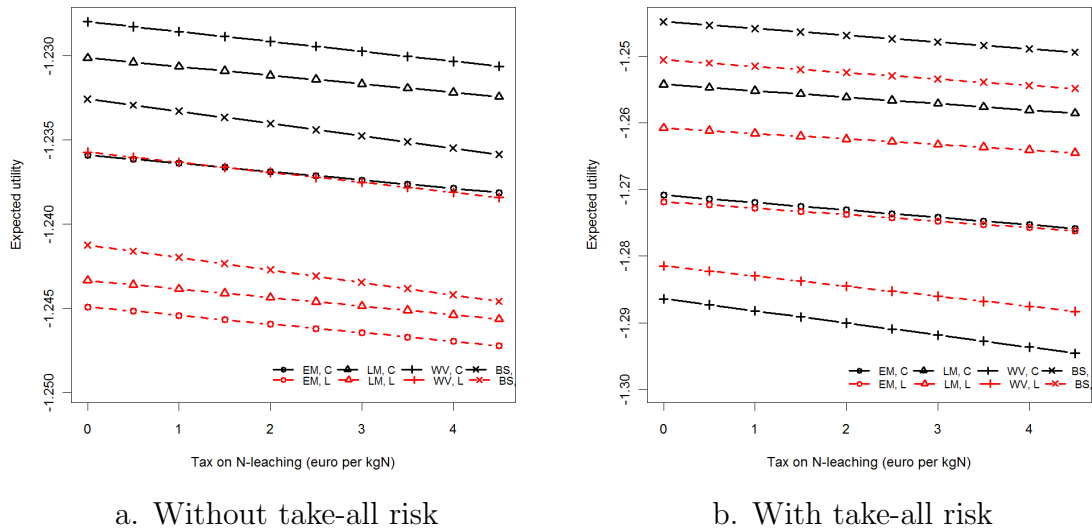 -1.230
-1.235
-1.240
-1.245
-1.250
Expected utility
EM, C LM, C WV, C BS,
EM, L LM, L WV, L BS,
0 1 2 3 4
Tax on N-leaching (euro per kgN)
a. Without take-all risk
-1.25
-1.26
-1.27
-1.28
-1.29
-1.30
Expected utility
EM, C LM, C WV, C BS,
EM, L LM, L WV, L BS,
0 1 2 3 4
Tax on N-leaching (euro per kgN)
b. With take-all risk